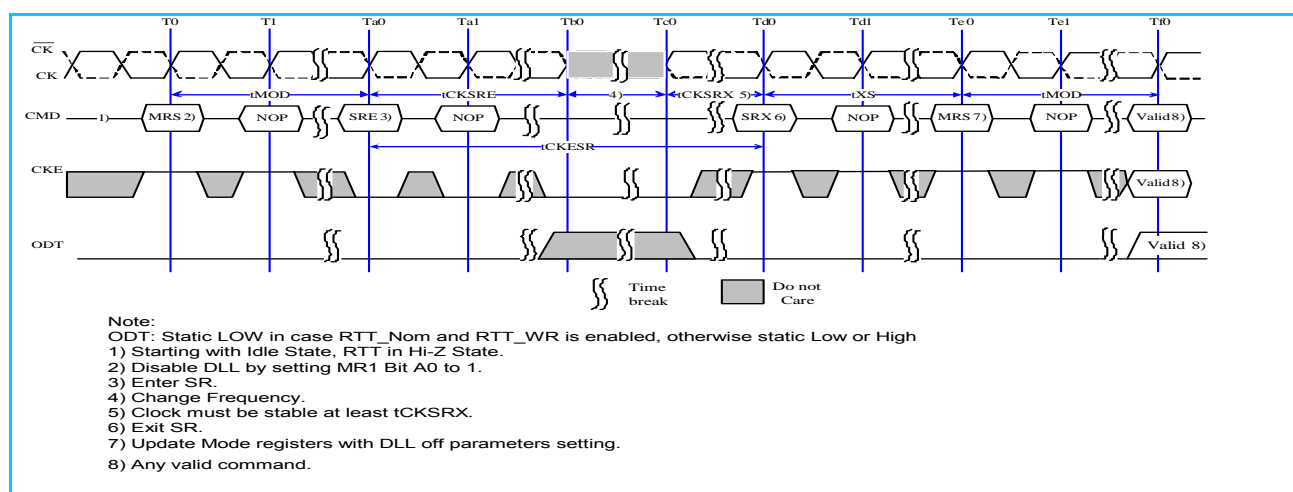 T0 T1 Ta0 Ta1 Tb0 Tc0 Td0 Td1 Te0 Te1 Tf0
CK
CK
tMOD tCKSRE 4) tCKSRX 5) tXS tMOD
CMD 1) MRS 2) NOP SRE 3) NOP SRX 6) NOP MRS 7) NOP Valid 8)
tCKESR
CKE Valid 8)
ODT Valid 8)
Time break
Do not Care
Note:
ODT: Static LOW in case RTT_Nom and RTT_WR is enabled, otherwise static Low or High
1) Starting with Idle State, RTT in Hi-Z State.
2) Disable DLL by setting MR1 Bit A0 to 1.
3) Enter SR.
4) Change Frequency.
5) Clock must be stable at least tCKSRX.
6) Exit SR.
7) Update Mode registers with DLL off parameters setting.
8) Any valid command.